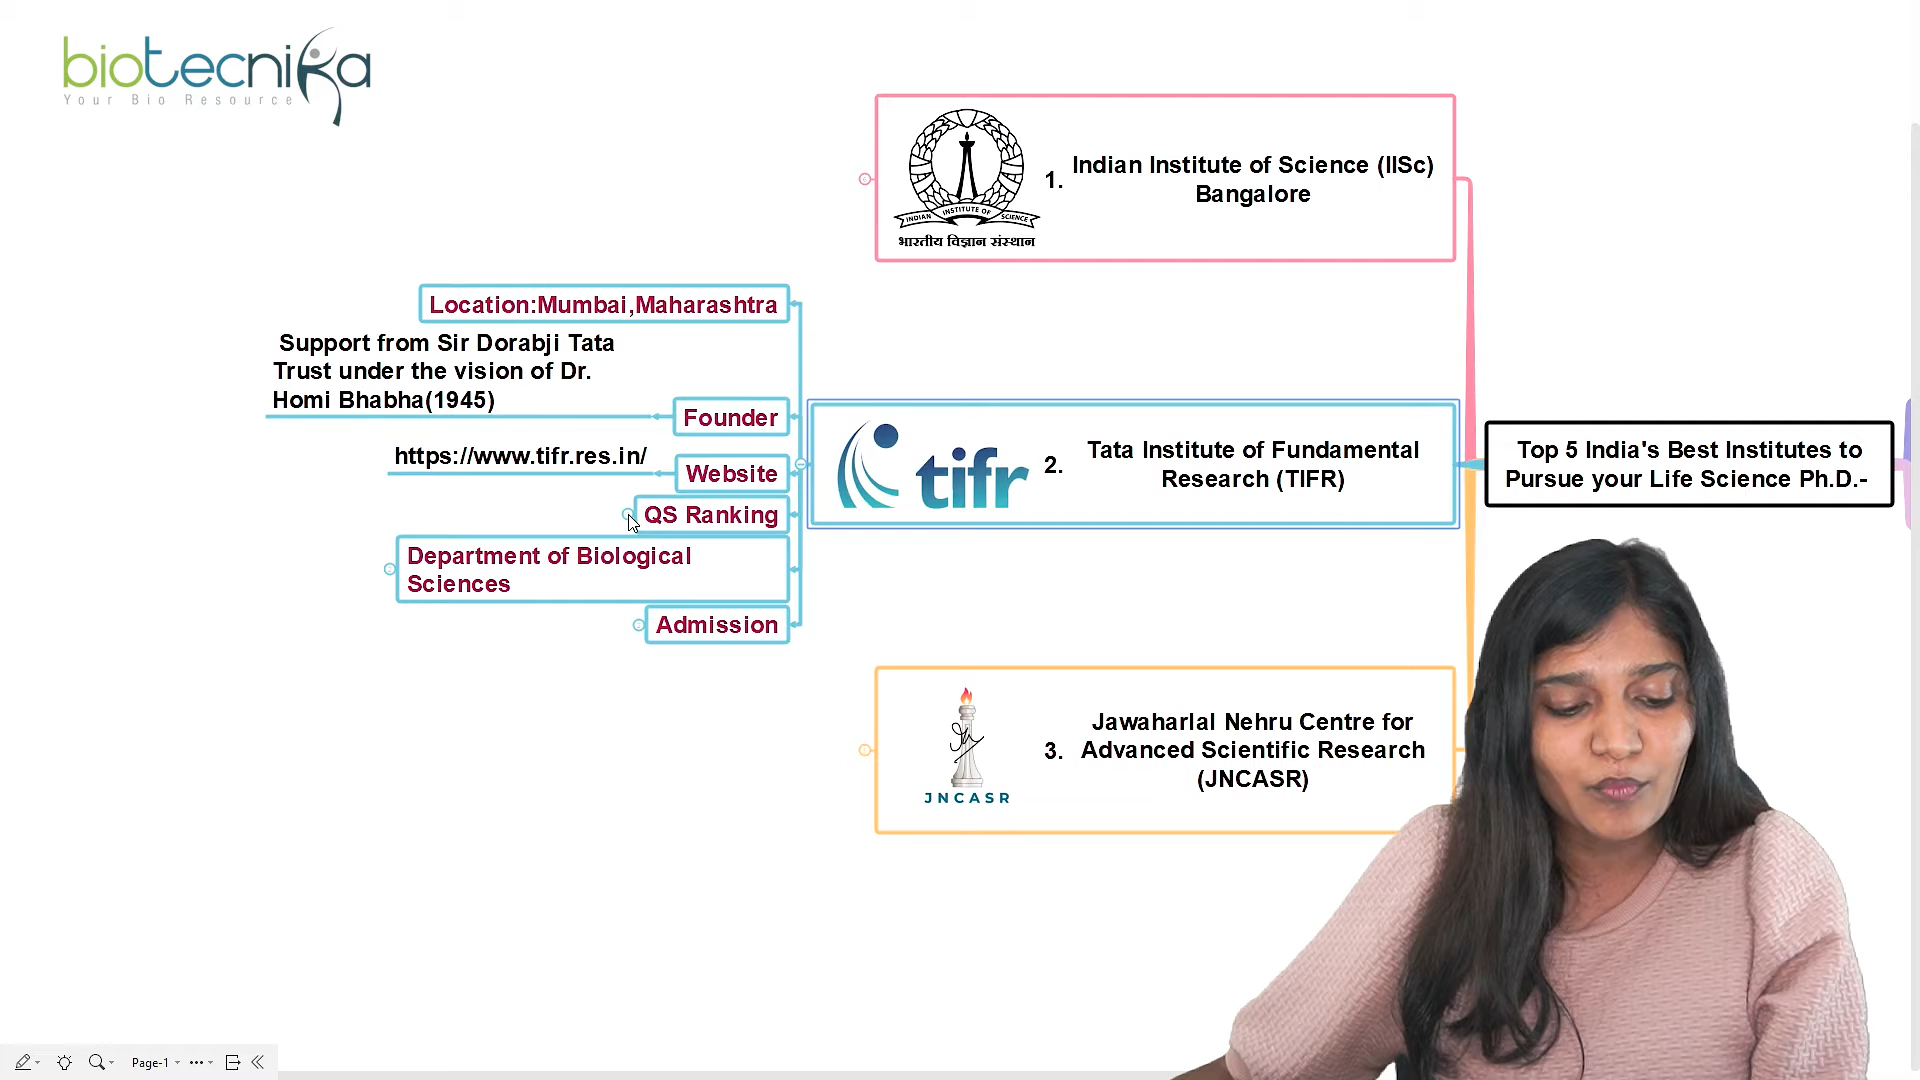 biotecnika
Your Bio Resource
INDIAN INSTITUTE OF SCIENCE
भारतीय विज्ञान संस्थान
1. Indian Institute of Science (IISc)
Bangalore
Location:Mumbai,Maharashtra
Support from Sir Dorabji Tata
Trust under the vision of Dr.
Homi Bhabha(1945)
Founder
https://www.tifr.res.in/
Website
QS Ranking
Department of Biological
Sciences
Admission
tifr
2. Tata Institute of Fundamental
Research (TIFR)
Top 5 India's Best Institutes to
Pursue your Life Science Ph.D.-
JNCASR
3. Jawaharlal Nehru Centre for
Advanced Scientific Research
(JNCASR)
Page-1